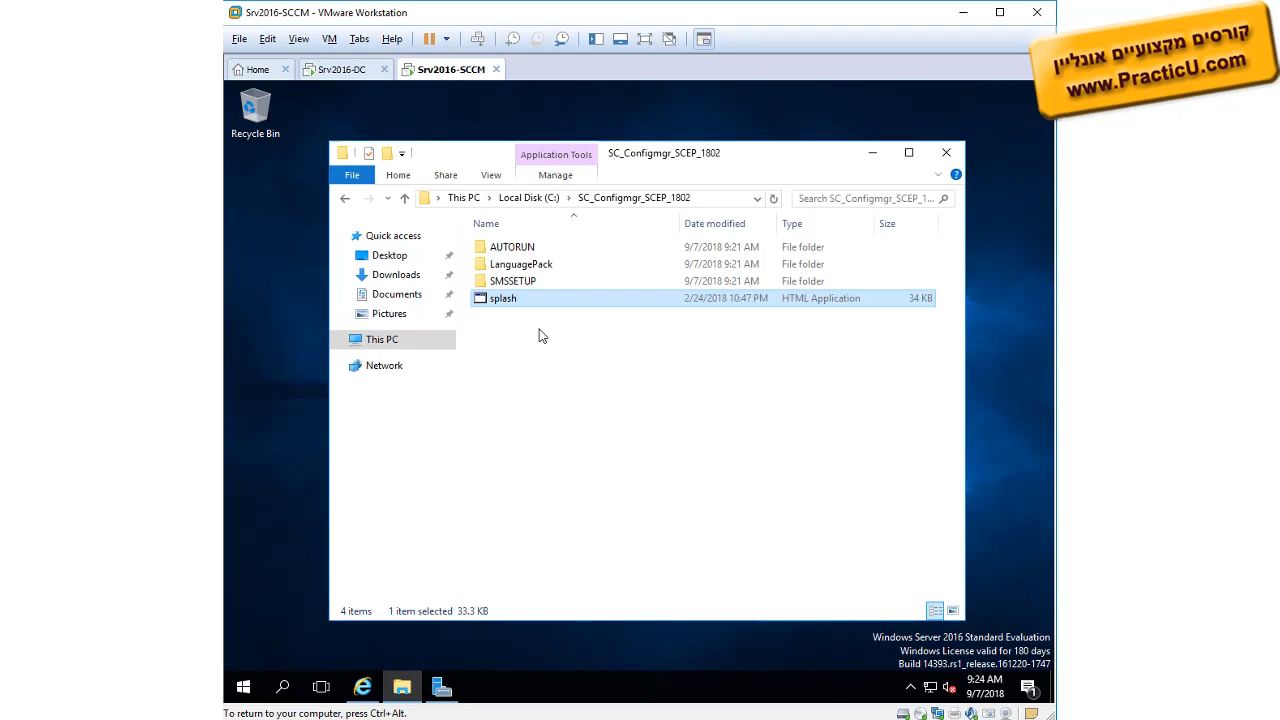 Srv2016-SCCM - VMware Workstation
קורסים מקצועיים אונליין
www.PracticU.com
File Edit View VM Tabs Help
Home Srv2016-DC Srv2016-SCCM
Recycle Bin
Application Tools SC_Configmgr_SCEP_1802
File Home Share View Manage
This PC Local Disk (C:) SC_Configmgr_SCEP_1802 Search SC_Configmgr_SCEP_1...
Name Date modified Type Size
Quick access
Desktop
Downloads
Documents
Pictures
This PC
Network
AUTORUN 9/7/2018 9:21 AM File folder
LanguagePack 9/7/2018 9:21 AM File folder
SMSSETUP 9/7/2018 9:21 AM File folder
splash 2/24/2018 10:47 PM HTML Application 34 KB
4 items 1 item selected 33.3 KB
Windows Server 2016 Standard Evaluation
Windows License valid for 180 days
Build 14393.rs1_release.161220-1747
9:24 AM
9/7/2018
1
To return to your computer, press Ctrl+Alt.